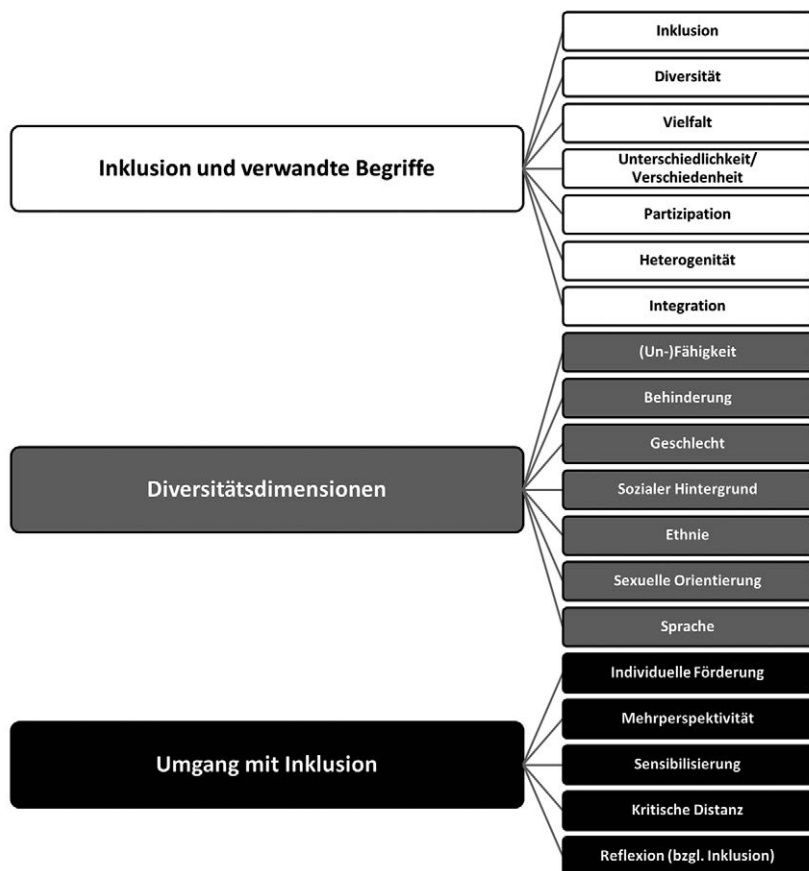 Inklusion und verwandte Begriffe
Inklusion
Diversität
Vielfalt
Unterschiedlichkeit/
Verschiedenheit
Partizipation
Heterogenität
Integration
Diversitätsdimensionen
(Un-)Fähigkeit
Behinderung
Geschlecht
Sozialer Hintergrund
Ethnie
Sexuelle Orientierung
Sprache
Umgang mit Inklusion
Individuelle Förderung
Mehrperspektivität
Sensibilisierung
Kritische Distanz
Reflexion (bzgl. Inklusion)